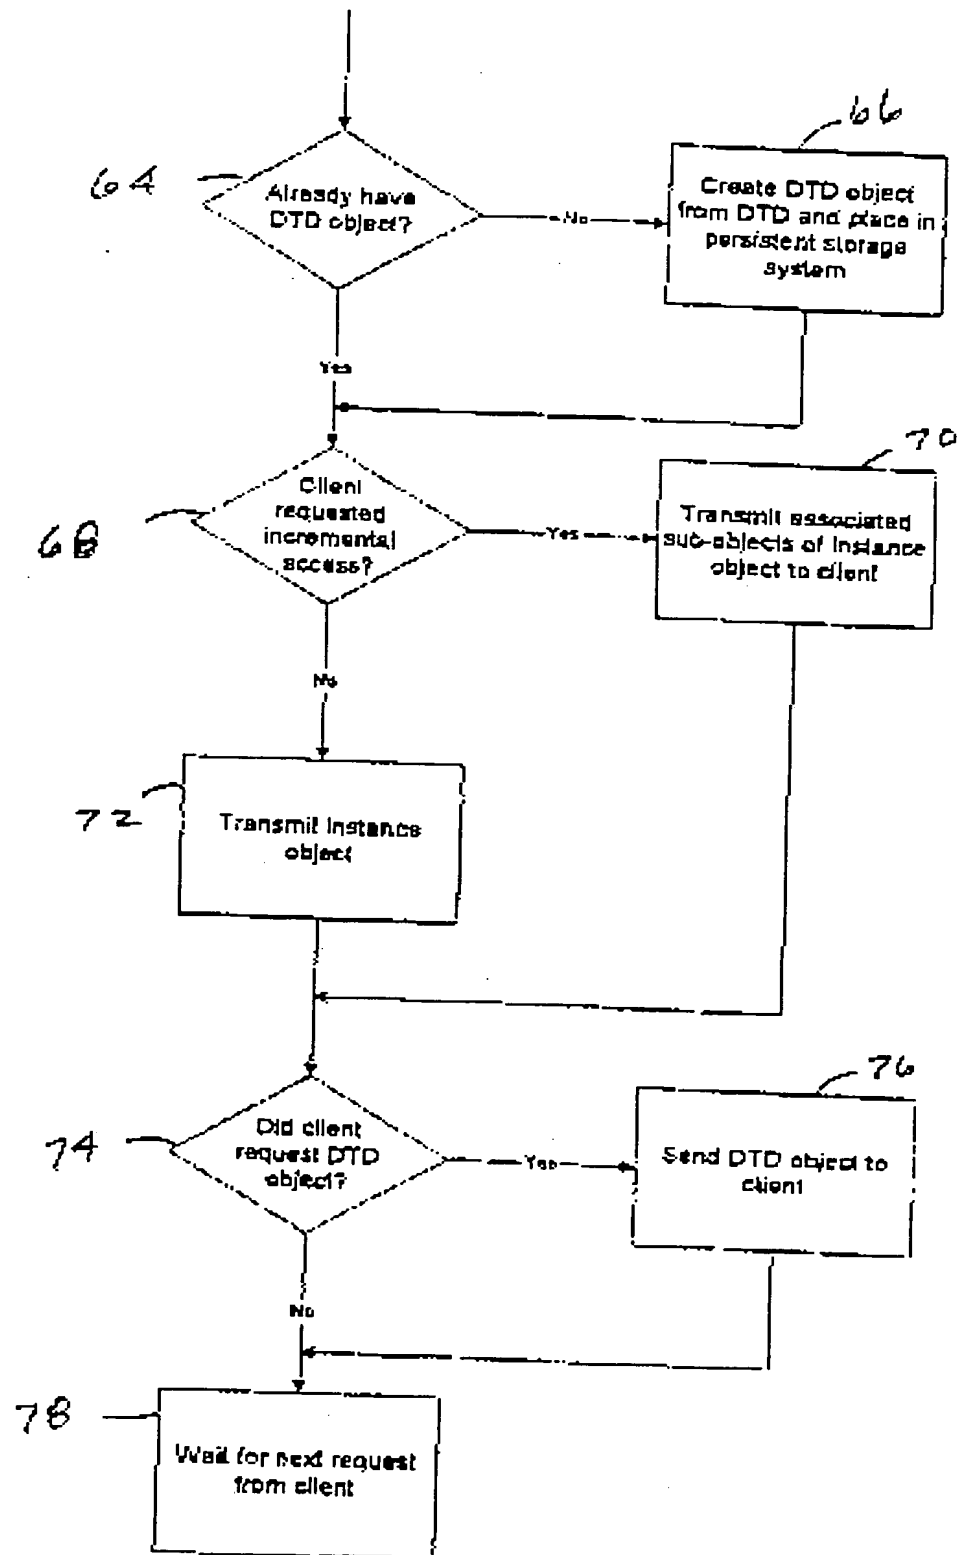 66
64
Already have
DTD object?
No
Create DTD object
from DTD and place in
persistent storage
system
Yes
70
68
Client
requested
incremental
access?
Yes
Transmit associated
sub-objects of instance
object to client
No
72
Transmit instance
object
76
74
Did client
request DTD
object?
Yes
Send DTD object to
client
No
78
Wait for next request
from client